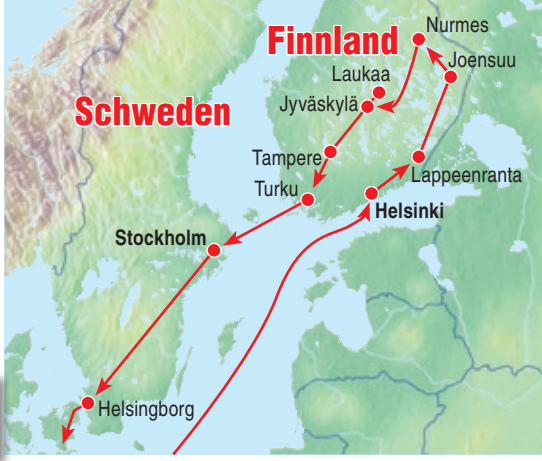 Nurmes
Finnland
Joensuu
Laukaa
Schweden
Jyväskylä
Tampere
Lappeenranta
Turku
Helsinki
Stockholm
Helsingborg